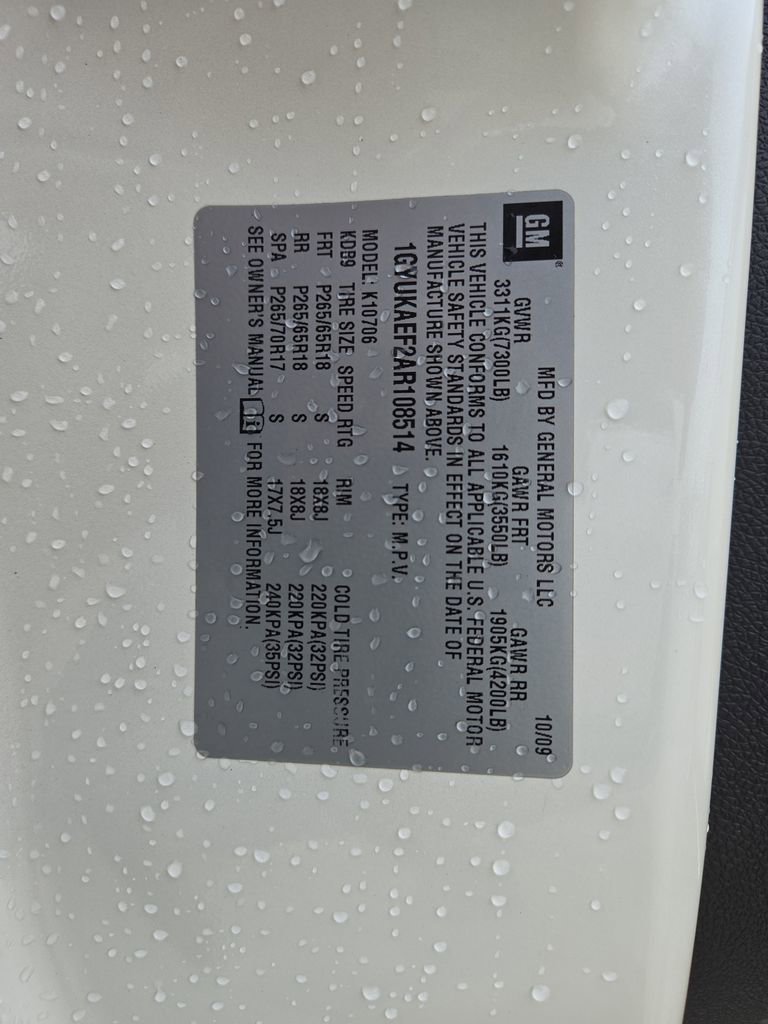 GM ®
MFD BY GENERAL MOTORS LLC 10/09
GVWR GAWR FRT GAWR RR
3311KG(7300LB) 1610KG(3550LB) 1905KG(4200LB)
THIS VEHICLE CONFORMS TO ALL APPLICABLE U.S. FEDERAL MOTOR
VEHICLE SAFETY STANDARDS IN EFFECT ON THE DATE OF
MANUFACTURE SHOWN ABOVE.
1GYUKAEF2AR108514 TYPE: M.P.V.
MODEL: K10706
KDB9 TIRE SIZE SPEED RTG RIM COLD TIRE PRESSURE
FRT P265/65R18 S 18X8J 220KPA(32PSI)
RR P265/65R18 S 18X8J 220KPA(32PSI)
SPA P265/70R17 S 17X7.5J 240KPA(35PSI)
SEE OWNER'S MANUAL FOR MORE INFORMATION.